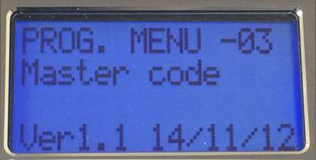 PROG. MENU -03
Master code
Ver1.1 14/11/12